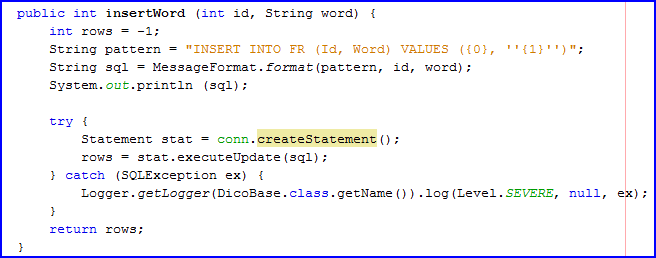 public int insertWord (int id, String word) {
    int rows = -1;
    String pattern = "INSERT INTO FR (Id, Word) VALUES ({0}, ''{1}'')";
    String sql = MessageFormat.format(pattern, id, word);
    System.out.println (sql);

    try {
        Statement stat = conn.createStatement();
        rows = stat.executeUpdate(sql);
    } catch (SQLException ex) {
        Logger.getLogger(DicoBase.class.getName()).log(Level.SEVERE, null, ex);
    }
    return rows;
}